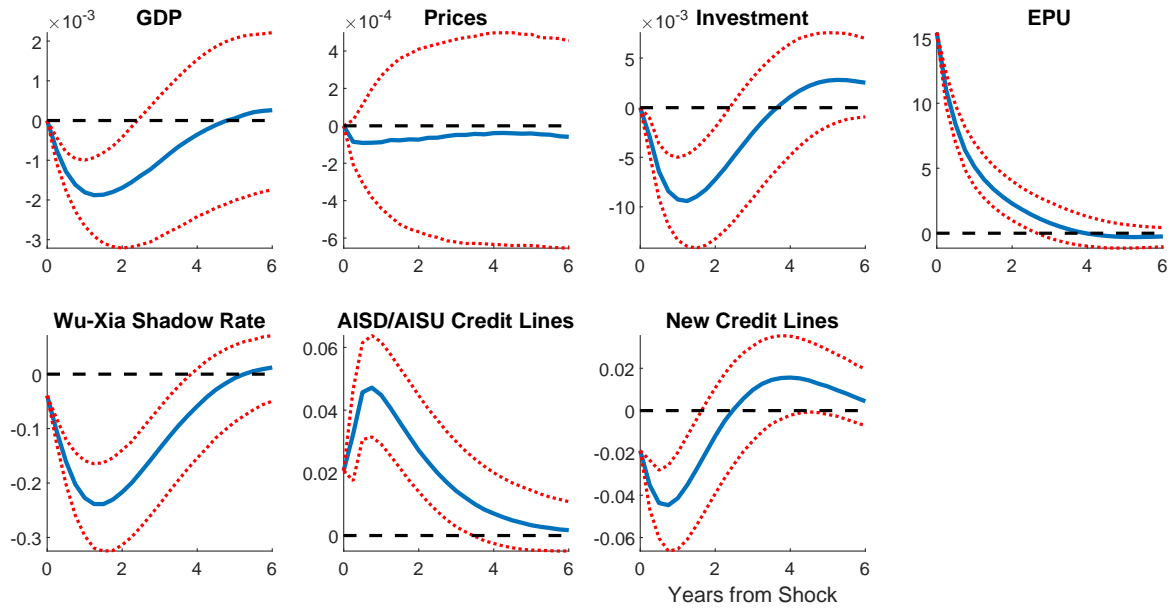 GDP
×10⁻³
2
1
0
-1
-2
-3
0 2 4 6
Prices
×10⁻⁴
4
2
0
-2
-4
-6
0 2 4 6
Investment
×10⁻³
5
0
-5
-10
0 2 4 6
EPU
15
10
5
0
0 2 4 6
Wu-Xia Shadow Rate
0
-0.1
-0.2
-0.3
0 2 4 6
AISD/AISU Credit Lines
0.06
0.04
0.02
0
0 2 4 6
New Credit Lines
0.02
0
-0.02
-0.04
-0.06
0 2 4 6
Years from Shock